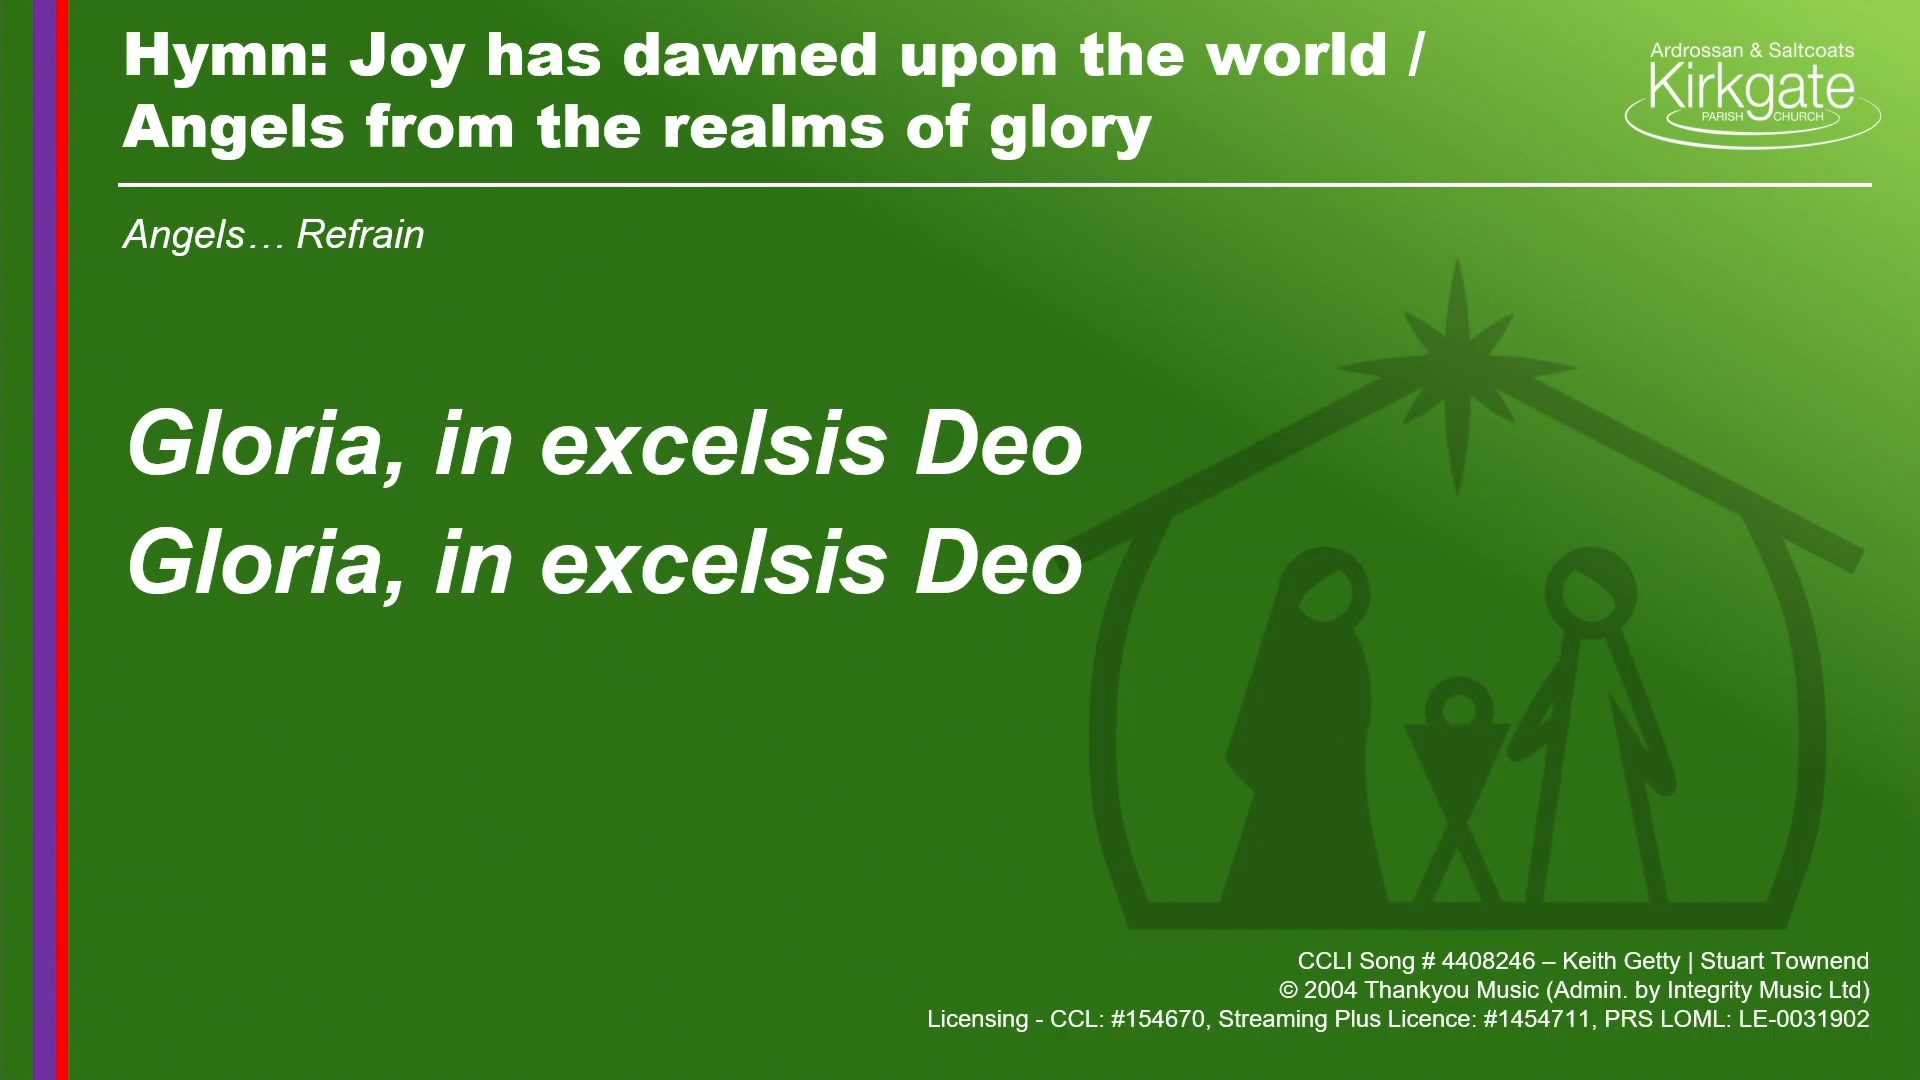 Hymn: Joy has dawned upon the world /
Angels from the realms of glory
Ardrossan & Saltcoats
Kirkgate
PARISH CHURCH
Angels… Refrain
Gloria, in excelsis Deo
Gloria, in excelsis Deo
CCLI Song # 4408246 – Keith Getty | Stuart Townend
© 2004 Thankyou Music (Admin. by Integrity Music Ltd)
Licensing - CCL: #154670, Streaming Plus Licence: #1454711, PRS LOML: LE-0031902